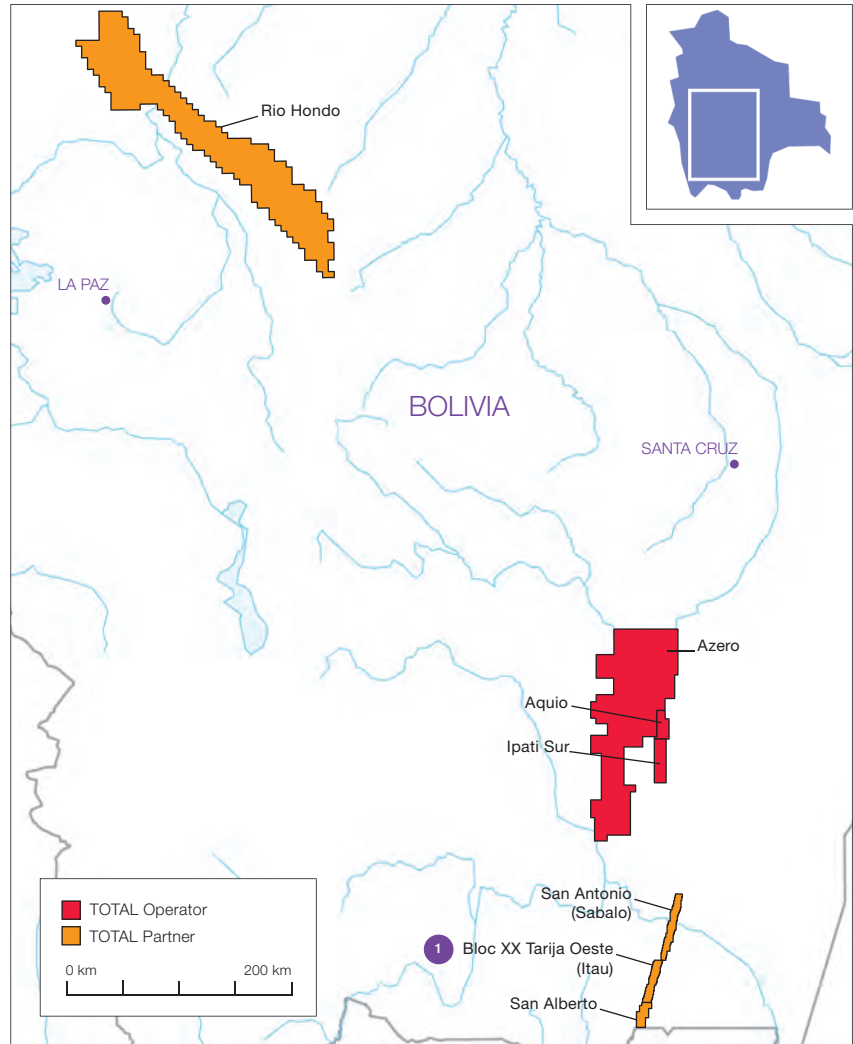 Rio Hondo
LA PAZ
BOLIVIA
SANTA CRUZ
Azero
Aquio
Ipati Sur
San Antonio
(Sabalo)
1
Bloc XX Tarija Oeste
(Itau)
San Alberto
TOTAL Operator
TOTAL Partner
0 km 200 km